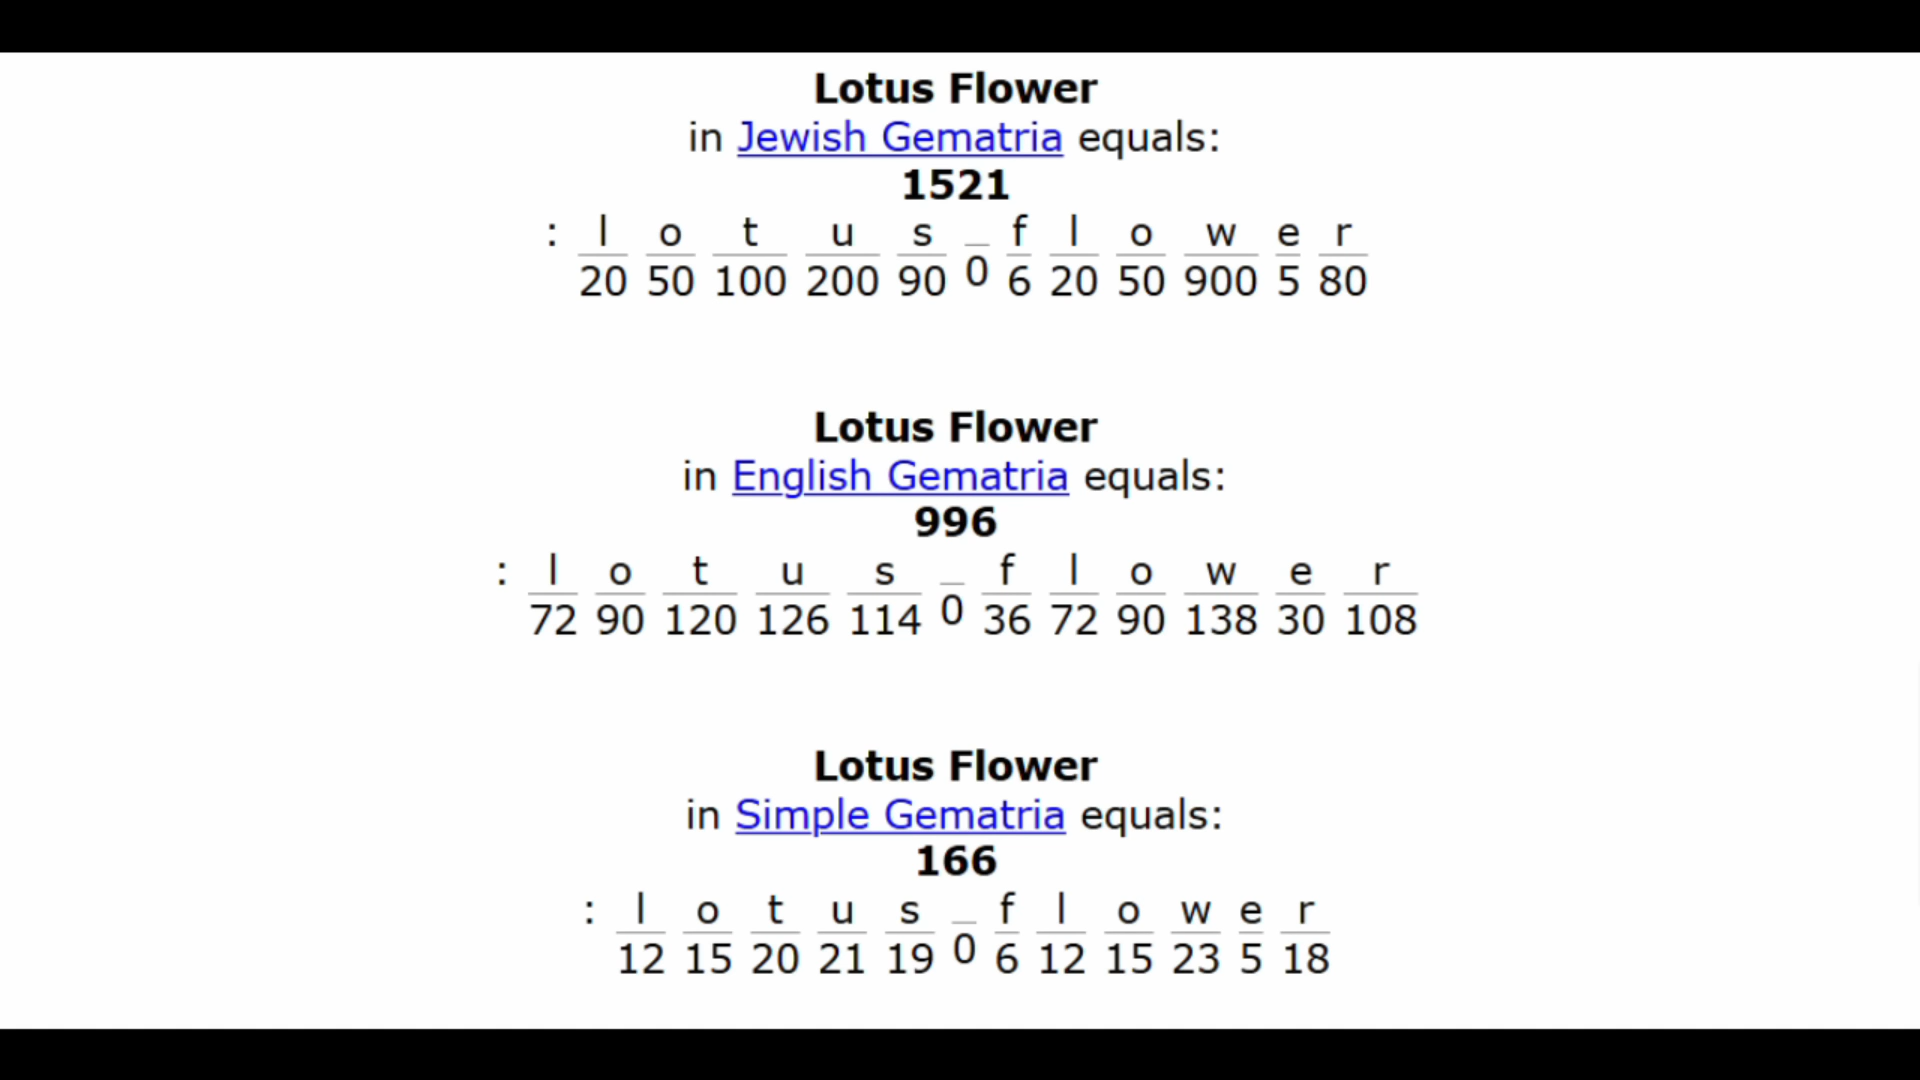 Lotus Flower
in Jewish Gematria equals:
1521
: l o t u s _ f l o w e r
20 50 100 200 90 0 6 20 50 900 5 80
Lotus Flower
in English Gematria equals:
996
: l o t u s _ f l o w e r
72 90 120 126 114 0 36 72 90 138 30 108
Lotus Flower
in Simple Gematria equals:
166
: l o t u s _ f l o w e r
12 15 20 21 19 0 6 12 15 23 5 18